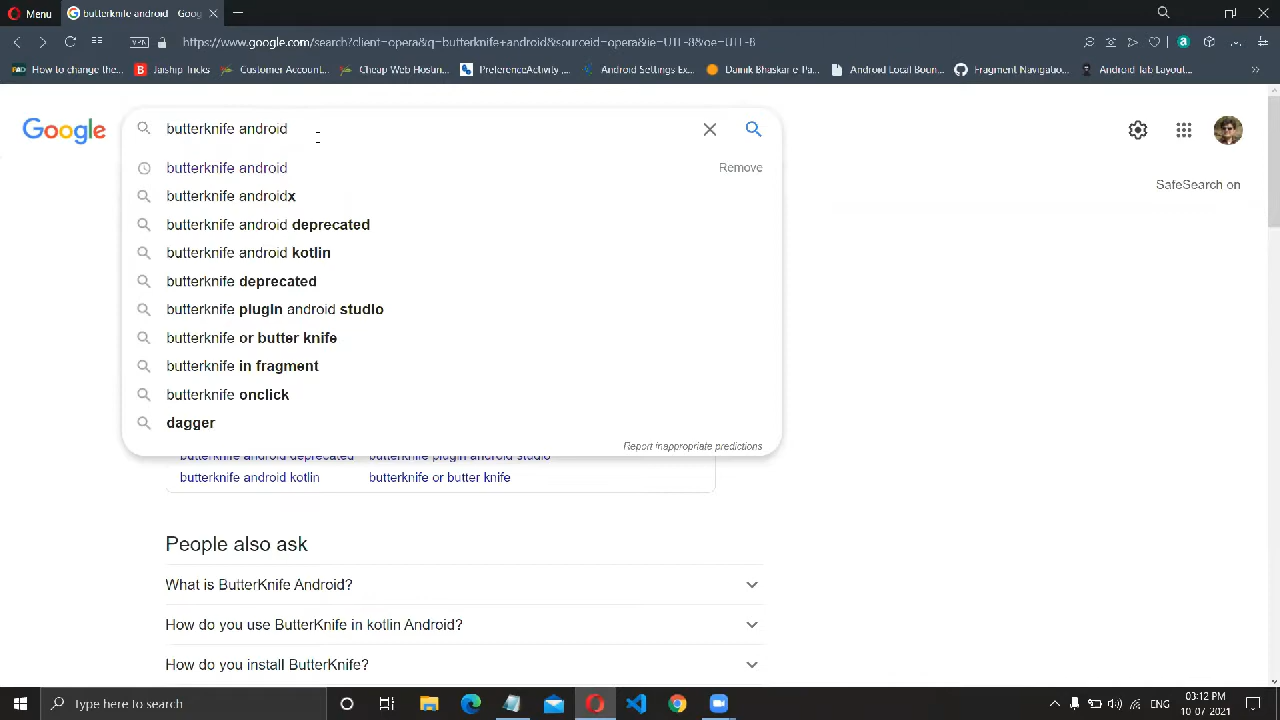 Menu
butterknife android - Goog
VPN
https://www.google.com/search?client=opera&q=butterknife+android&sourceid=opera&ie=UTF-8&oe=UTF-8
How to change the...
Jaiship Tricks
Customer Account...
Cheap Web Hostin...
PreferenceActivity ,...
Android Settings Ex...
Dainik Bhaskar e-Pa...
Android Local Boun...
Fragment Navigatio...
Android Tab Layout...
Google
butterknife android
butterknife android
Remove
SafeSearch on
butterknife androidx
butterknife android deprecated
butterknife android kotlin
butterknife deprecated
butterknife plugin android studio
butterknife or butter knife
butterknife in fragment
butterknife onclick
dagger
Report inappropriate predictions
butterknife android deprecated
butterknife plugin android studio
butterknife android kotlin
butterknife or butter knife
People also ask
What is ButterKnife Android?
How do you use ButterKnife in kotlin Android?
How do you install ButterKnife?
Type here to search
ENG
03:12 PM
10-07-2021